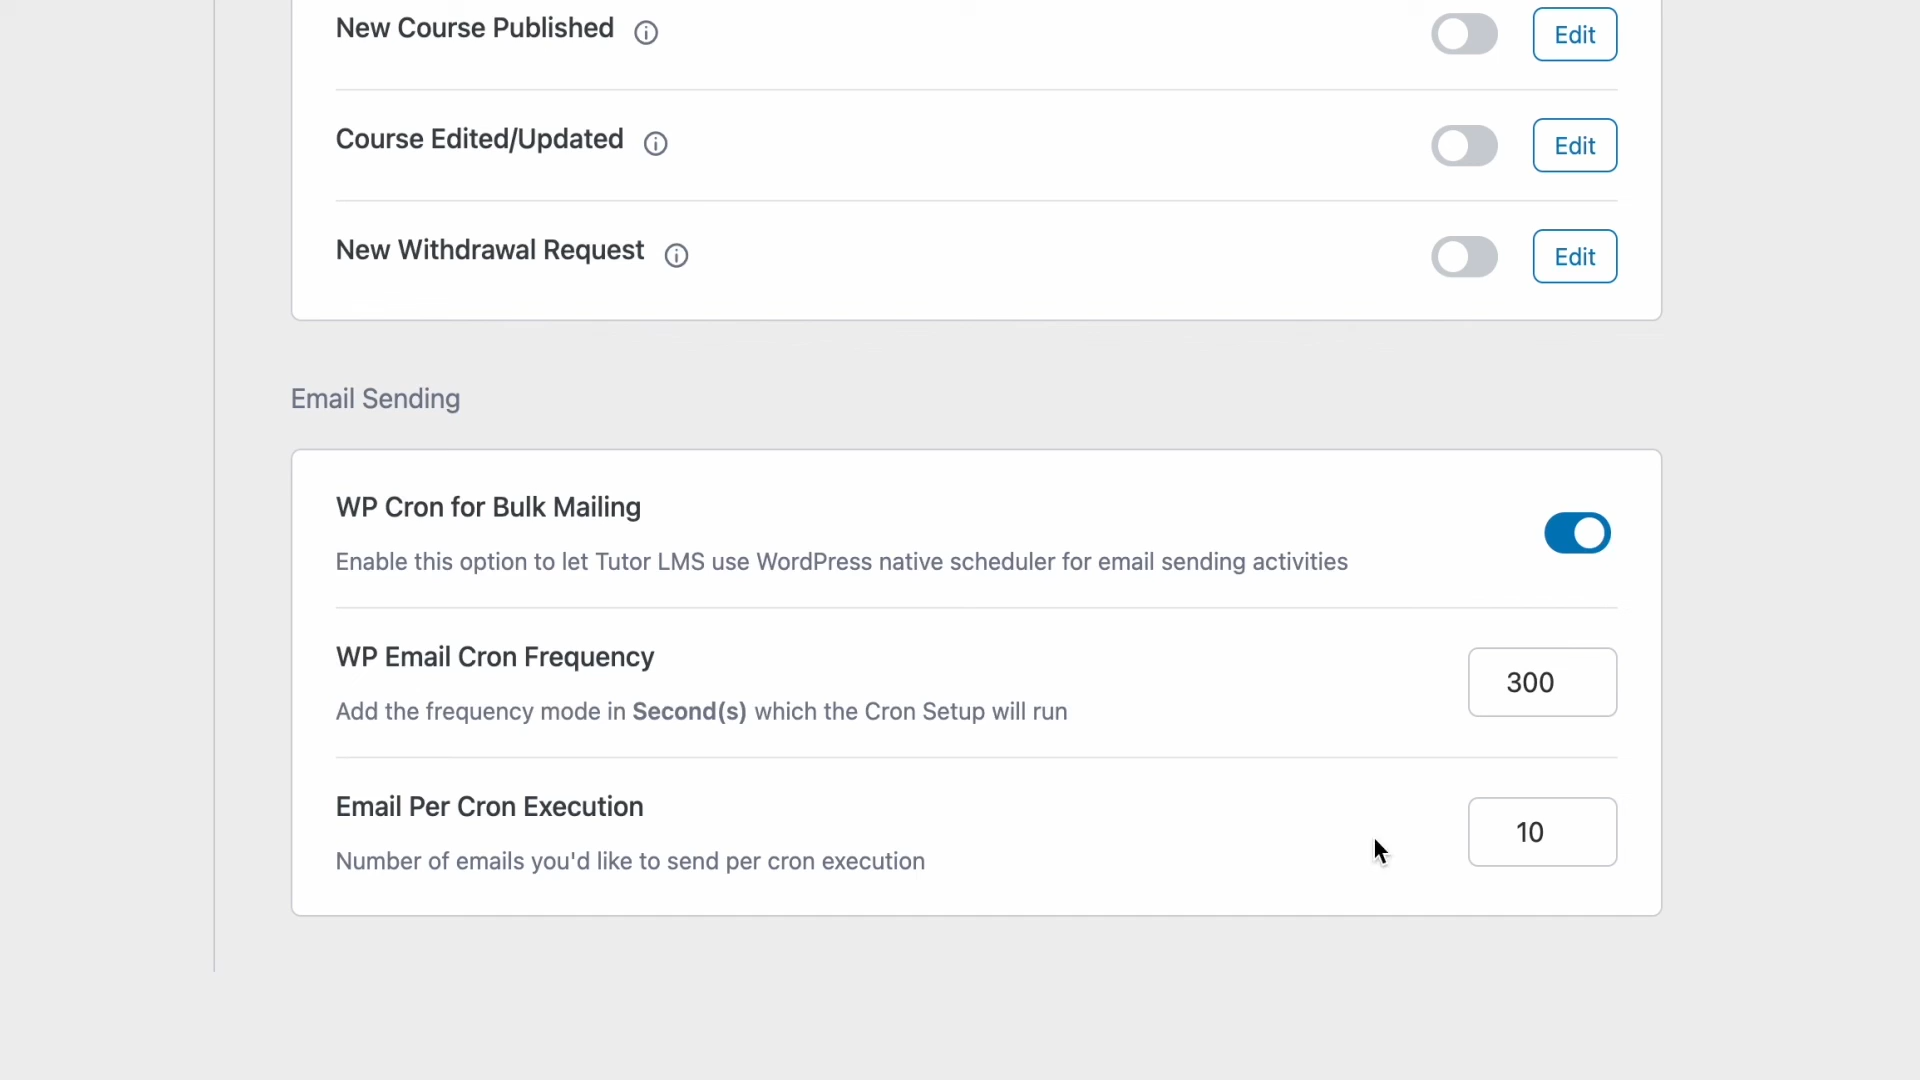 New Course Published
Edit
Course Edited/Updated
Edit
New Withdrawal Request
Edit
Email Sending
WP Cron for Bulk Mailing
Enable this option to let Tutor LMS use WordPress native scheduler for email sending activities
WP Email Cron Frequency
300
Add the frequency mode in Second(s) which the Cron Setup will run
Email Per Cron Execution
10
Number of emails you'd like to send per cron execution